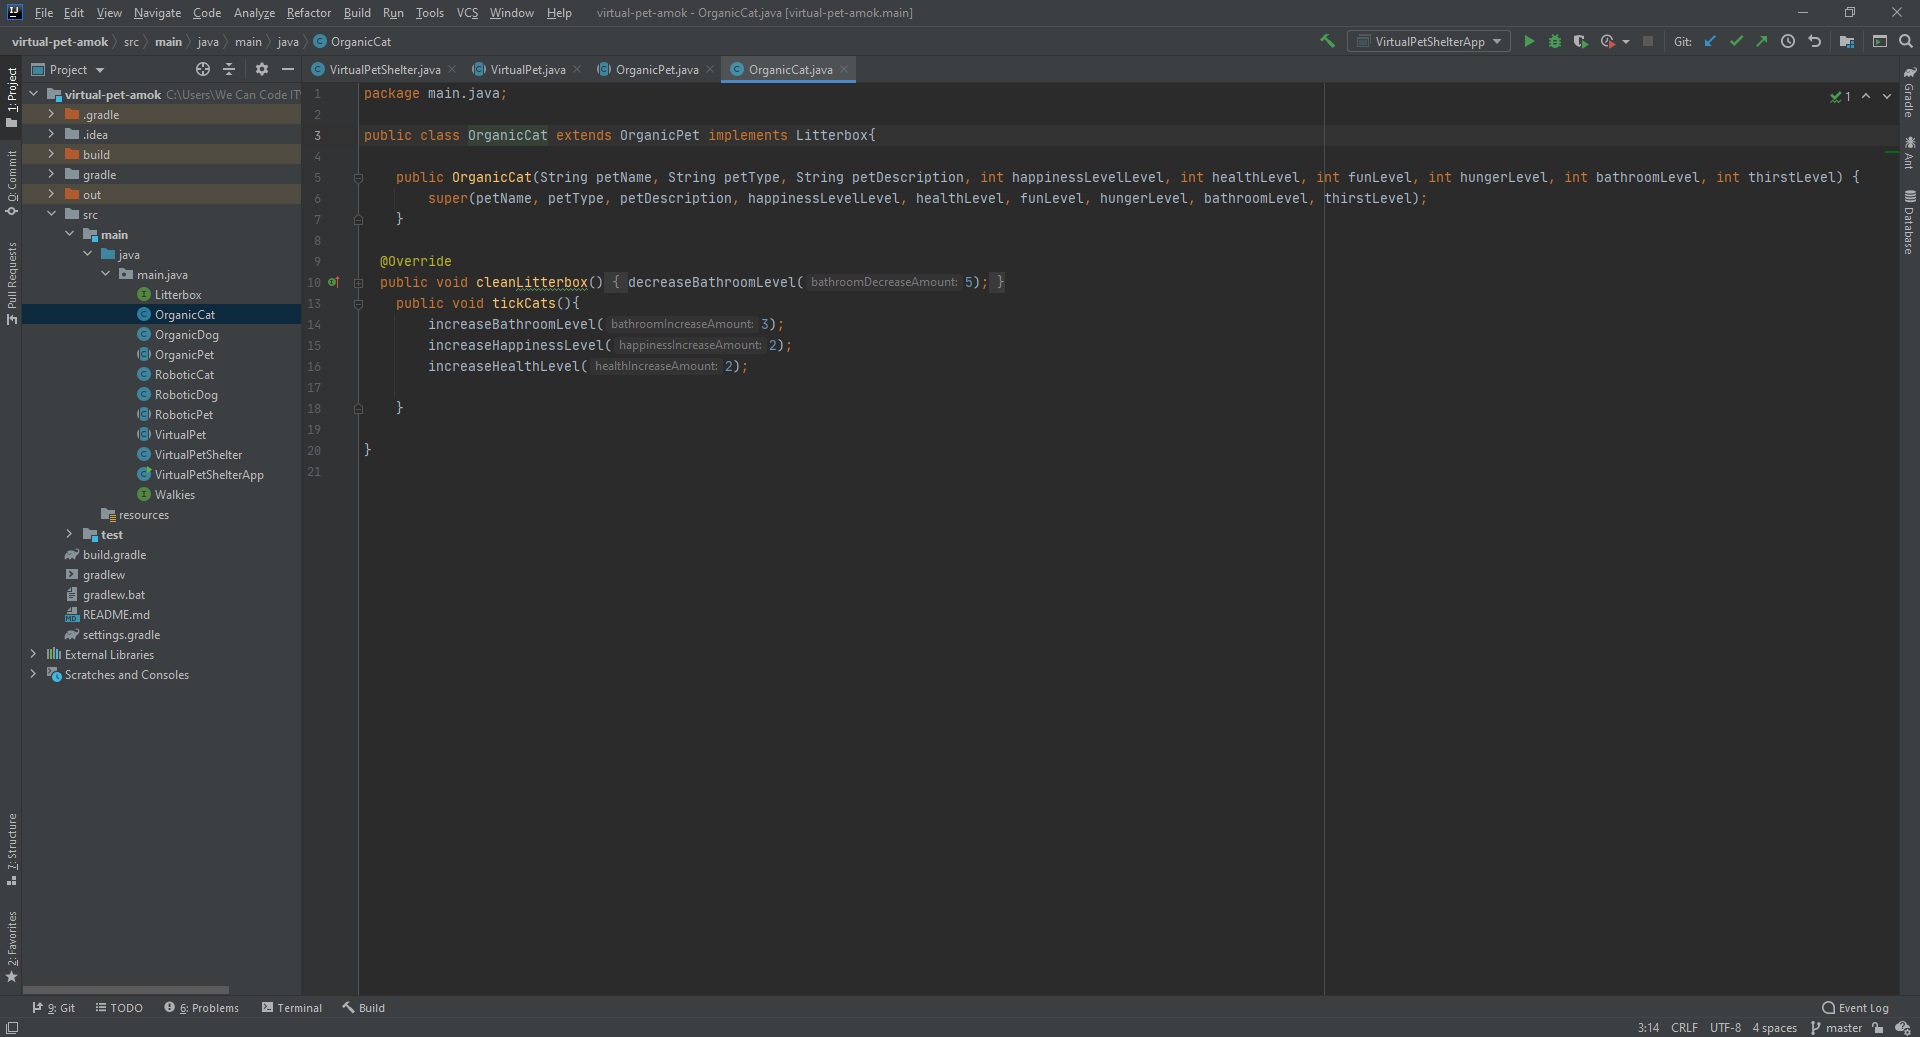 File Edit View Navigate Code Analyze Refactor Build Run Tools VCS Window Help virtual-pet-amok - OrganicCat.java [virtual-pet-amok.main]
virtual-pet-amok src main java main java OrganicCat VirtualPetShelterApp Git:
Project VirtualPetShelter.java VirtualPet.java OrganicPet.java OrganicCat.java
1: Project
0: Commit
Pull Requests
7: Structure
2: Favorites
virtual-pet-amok C:\Users\We Can Code IT
.gradle
.idea
build
gradle
out
src
main
java
main.java
Litterbox
OrganicCat
OrganicDog
OrganicPet
RoboticCat
RoboticDog
RoboticPet
VirtualPet
VirtualPetShelter
VirtualPetShelterApp
Walkies
resources
test
build.gradle
gradlew
gradlew.bat
README.md
settings.gradle
External Libraries
Scratches and Consoles
1 package main.java;
2
3 public class OrganicCat extends OrganicPet implements Litterbox{
4
5 public OrganicCat(String petName, String petType, String petDescription, int happinessLevelLevel, int healthLevel, int funLevel, int hungerLevel, int bathroomLevel, int thirstLevel) {
6 super(petName, petType, petDescription, happinessLevelLevel, healthLevel, funLevel, hungerLevel, bathroomLevel, thirstLevel);
7 }
8
9 @Override
10 public void cleanLitterbox() { decreaseBathroomLevel( bathroomDecreaseAmount: 5); }
13 public void tickCats(){
14 increaseBathroomLevel( bathroomIncreaseAmount: 3);
15 increaseHappinessLevel( happinessIncreaseAmount: 2);
16 increaseHealthLevel( healthIncreaseAmount: 2);
17
18 }
19
20 }
21
1
Gradle
Ant
Database
9: Git TODO 6: Problems Terminal Build Event Log
3:14 CRLF UTF-8 4 spaces master